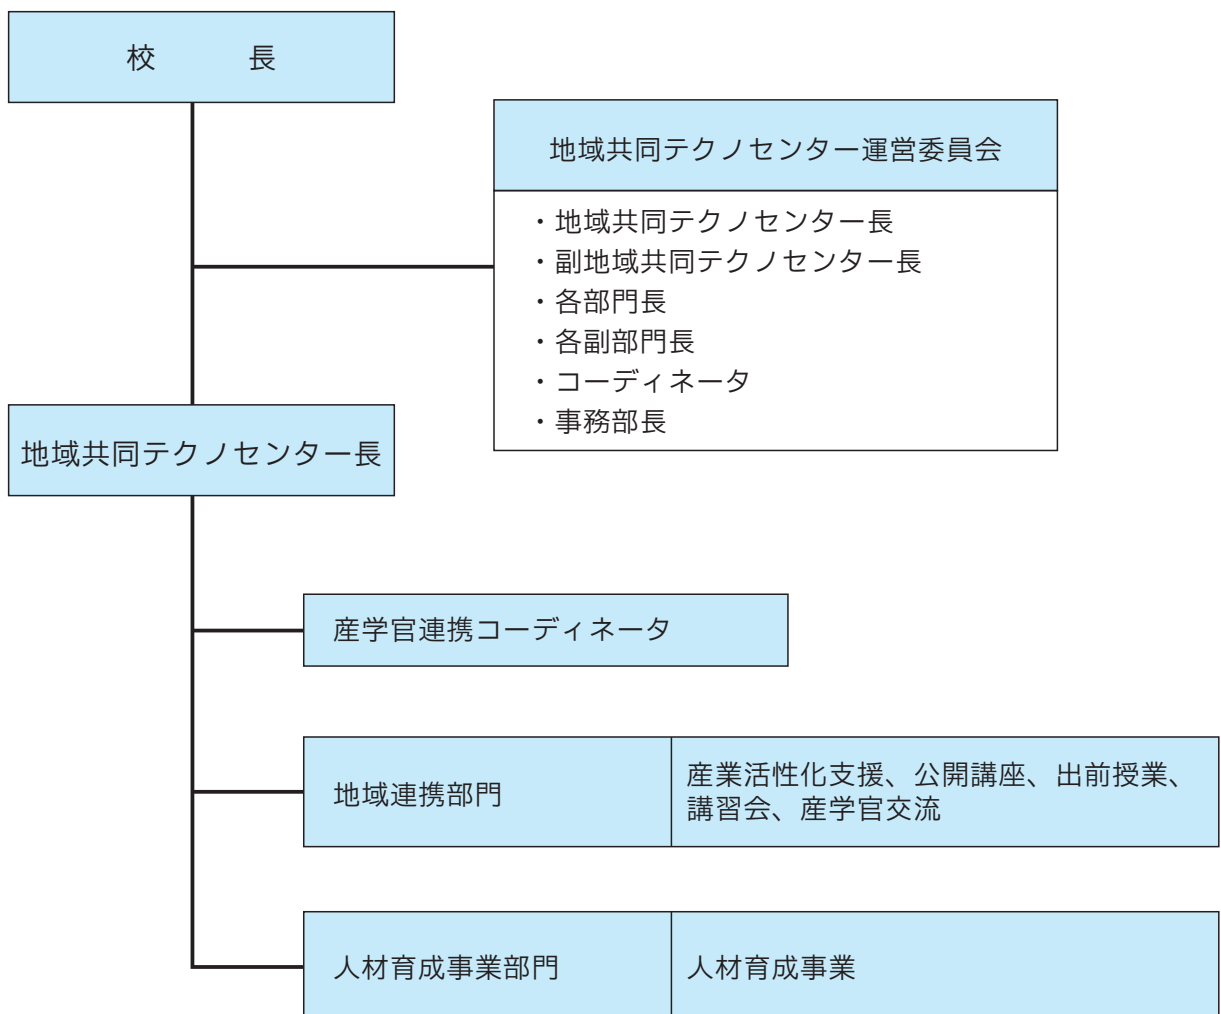 校　　　長
地域共同テクノセンター運営委員会
・地域共同テクノセンター長
・副地域共同テクノセンター長
・各部門長
・各副部門長
・コーディネータ
・事務部長
地域共同テクノセンター長
産学官連携コーディネータ
地域連携部門
産業活性化支援、公開講座、出前授業、
講習会、産学官交流
人材育成事業部門
人材育成事業